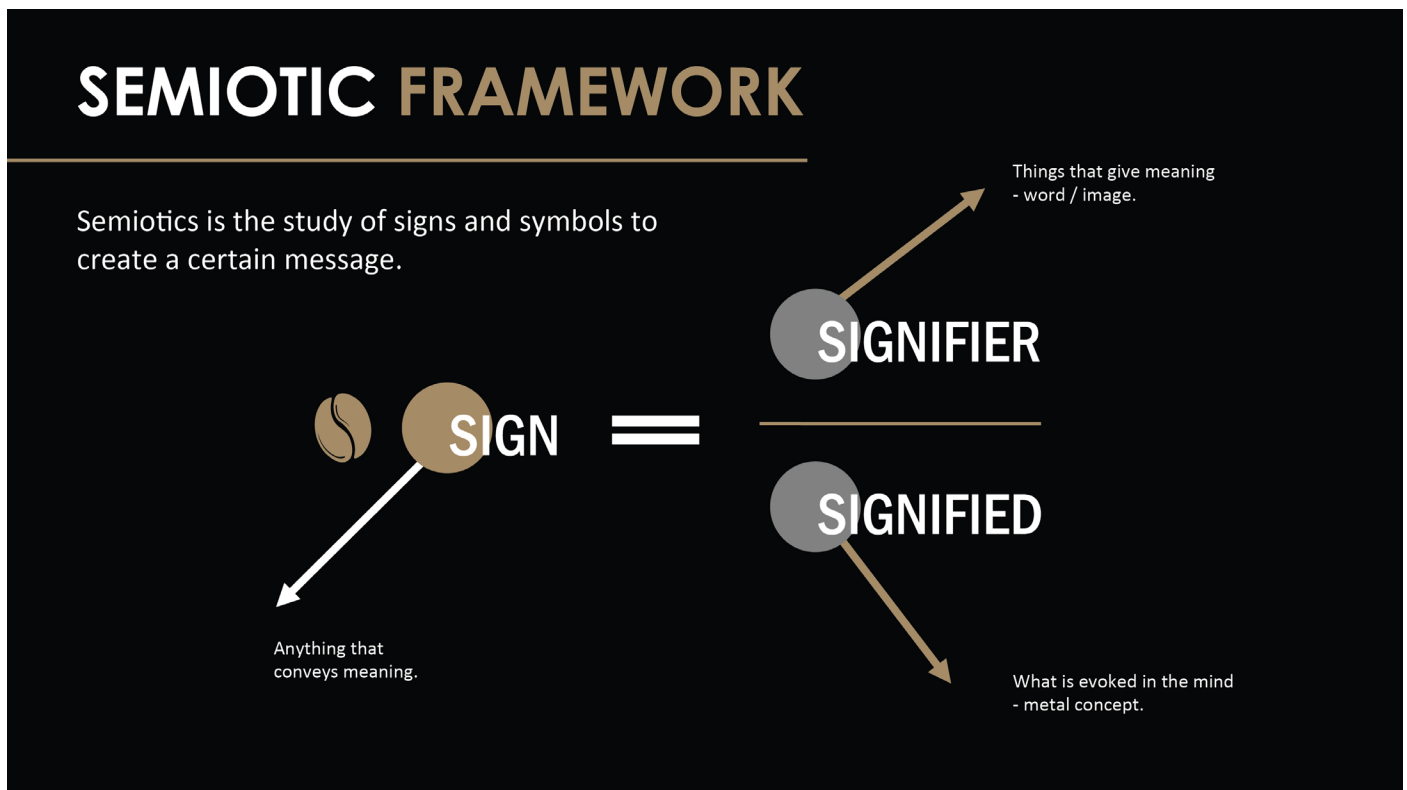 SEMIOTIC FRAMEWORK
Semiotics is the study of signs and symbols to
create a certain message.
Things that give meaning
- word / image.
SIGNIFIER
SIGN
SIGNIFIED
Anything that
conveys meaning.
What is evoked in the mind
- metal concept.